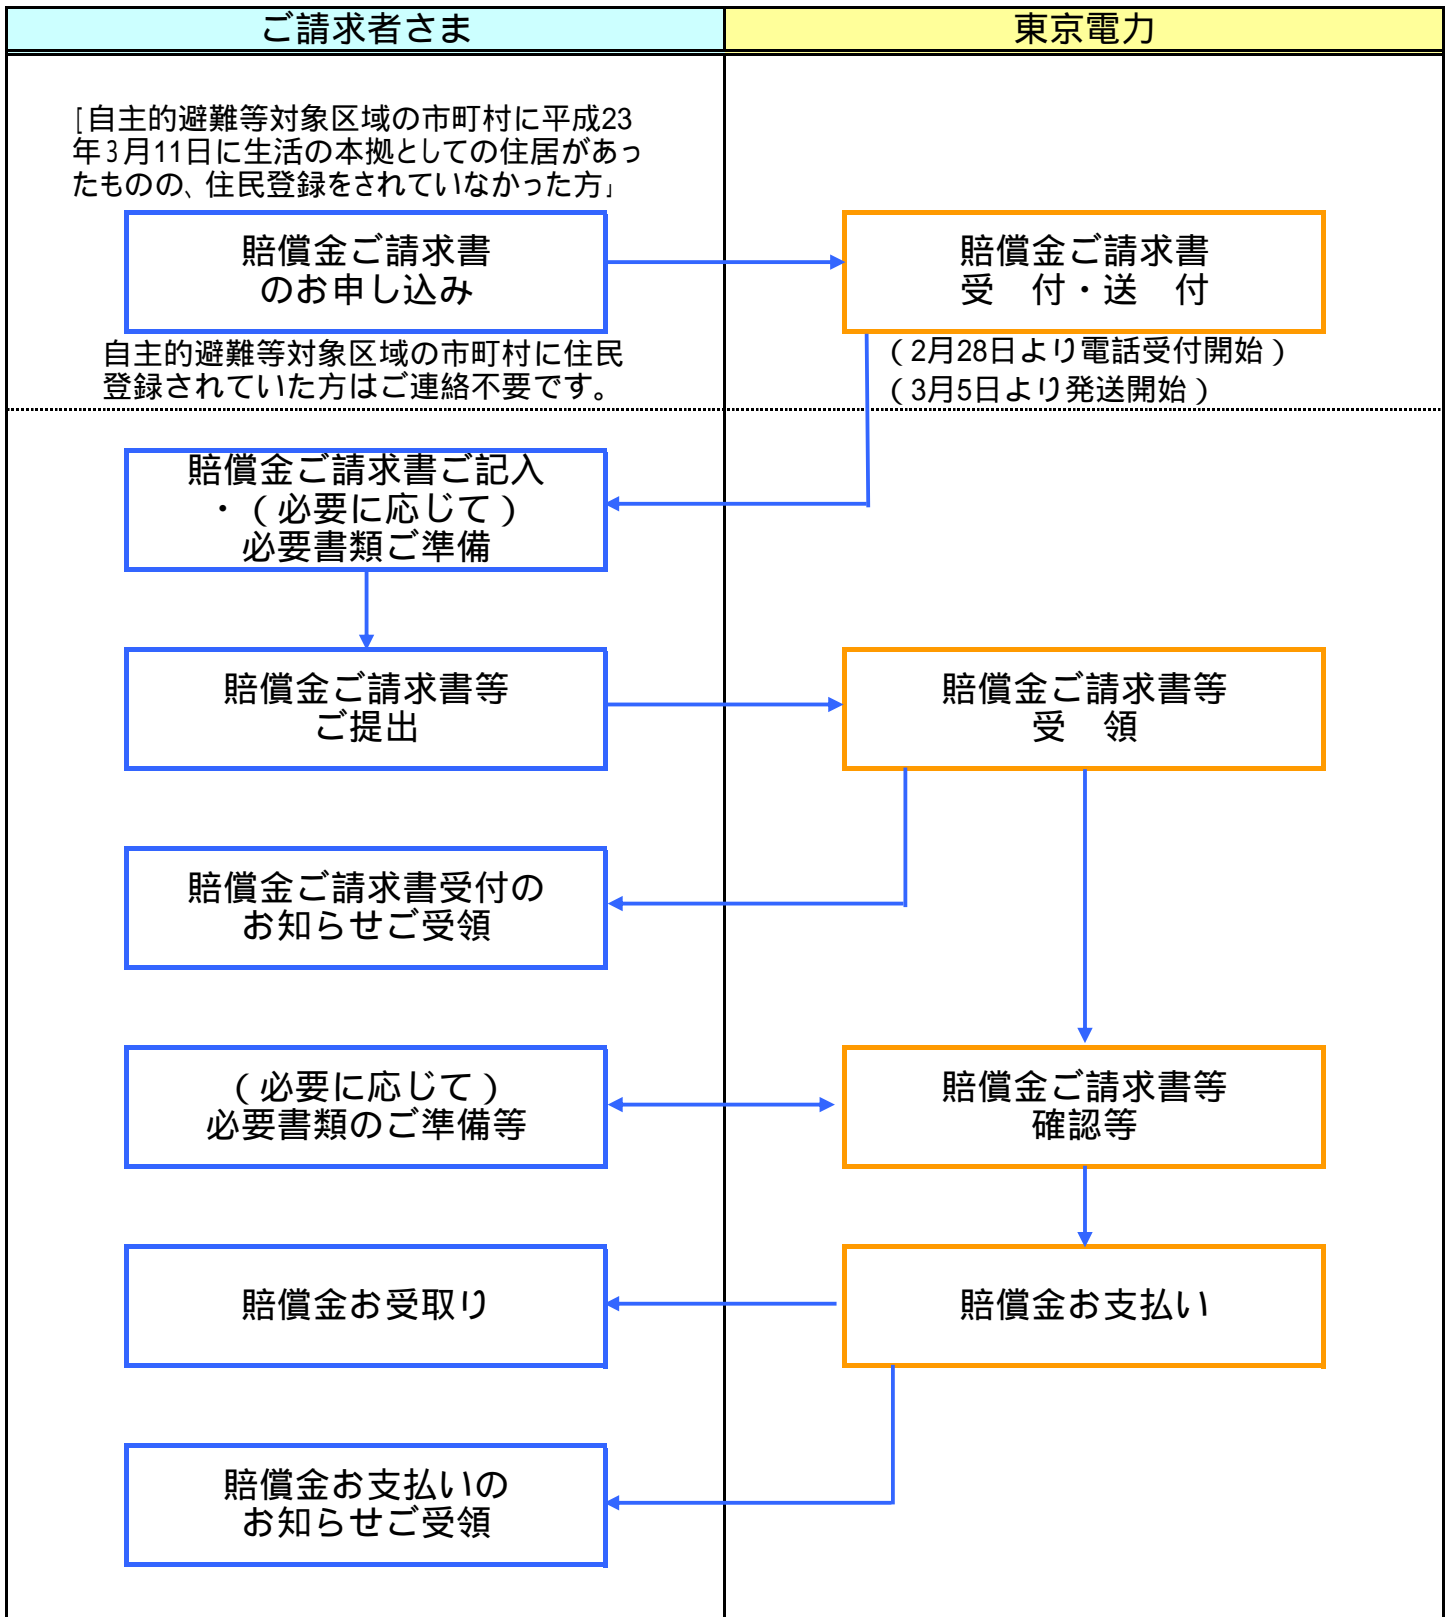 ご請求者さま
東京電力
[自主的避難等対象区域の市町村に平成23
年3月11日に生活の本拠としての住居があっ
たものの、住民登録をされていなかった方」
賠償金ご請求書
のお申し込み
賠償金ご請求書
受　付・送　付
自主的避難等対象区域の市町村に住民
登録されていた方はご連絡不要です。
（2月28日より電話受付開始）
（3月5日より発送開始）
賠償金ご請求書ご記入
・（必要に応じて）
必要書類ご準備
賠償金ご請求書等
ご提出
賠償金ご請求書等
受　領
賠償金ご請求書受付の
お知らせご受領
（必要に応じて）
必要書類のご準備等
賠償金ご請求書等
確認等
賠償金お受取り
賠償金お支払い
賠償金お支払いの
お知らせご受領